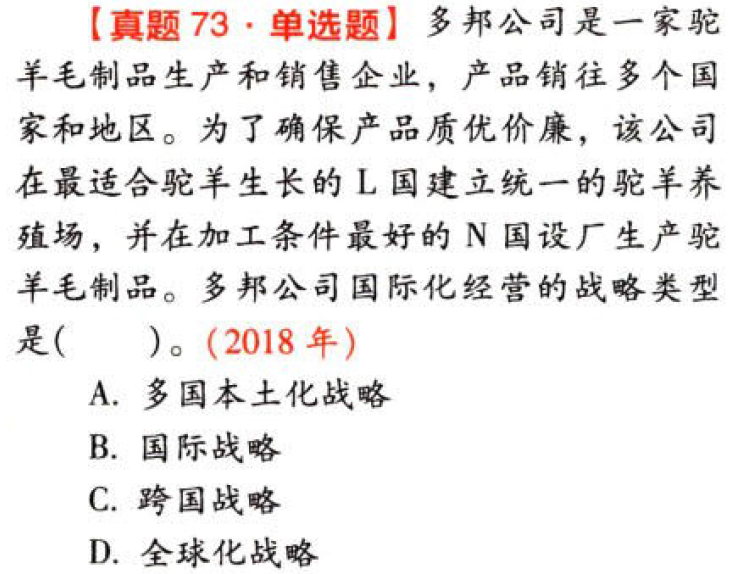 【真题 73 · 单选题】 多邦公司是一家驼
羊毛制品生产和销售企业，产品销往多个国
家和地区。为了确保产品质优价廉，该公司
在最适合驼羊生长的 L 国建立统一的驼羊养
殖场，并在加工条件最好的 N 国设厂生产驼
羊毛制品。多邦公司国际化经营的战略类型
是(　　)。(2018 年)
A. 多国本土化战略
B. 国际战略
C. 跨国战略
D. 全球化战略